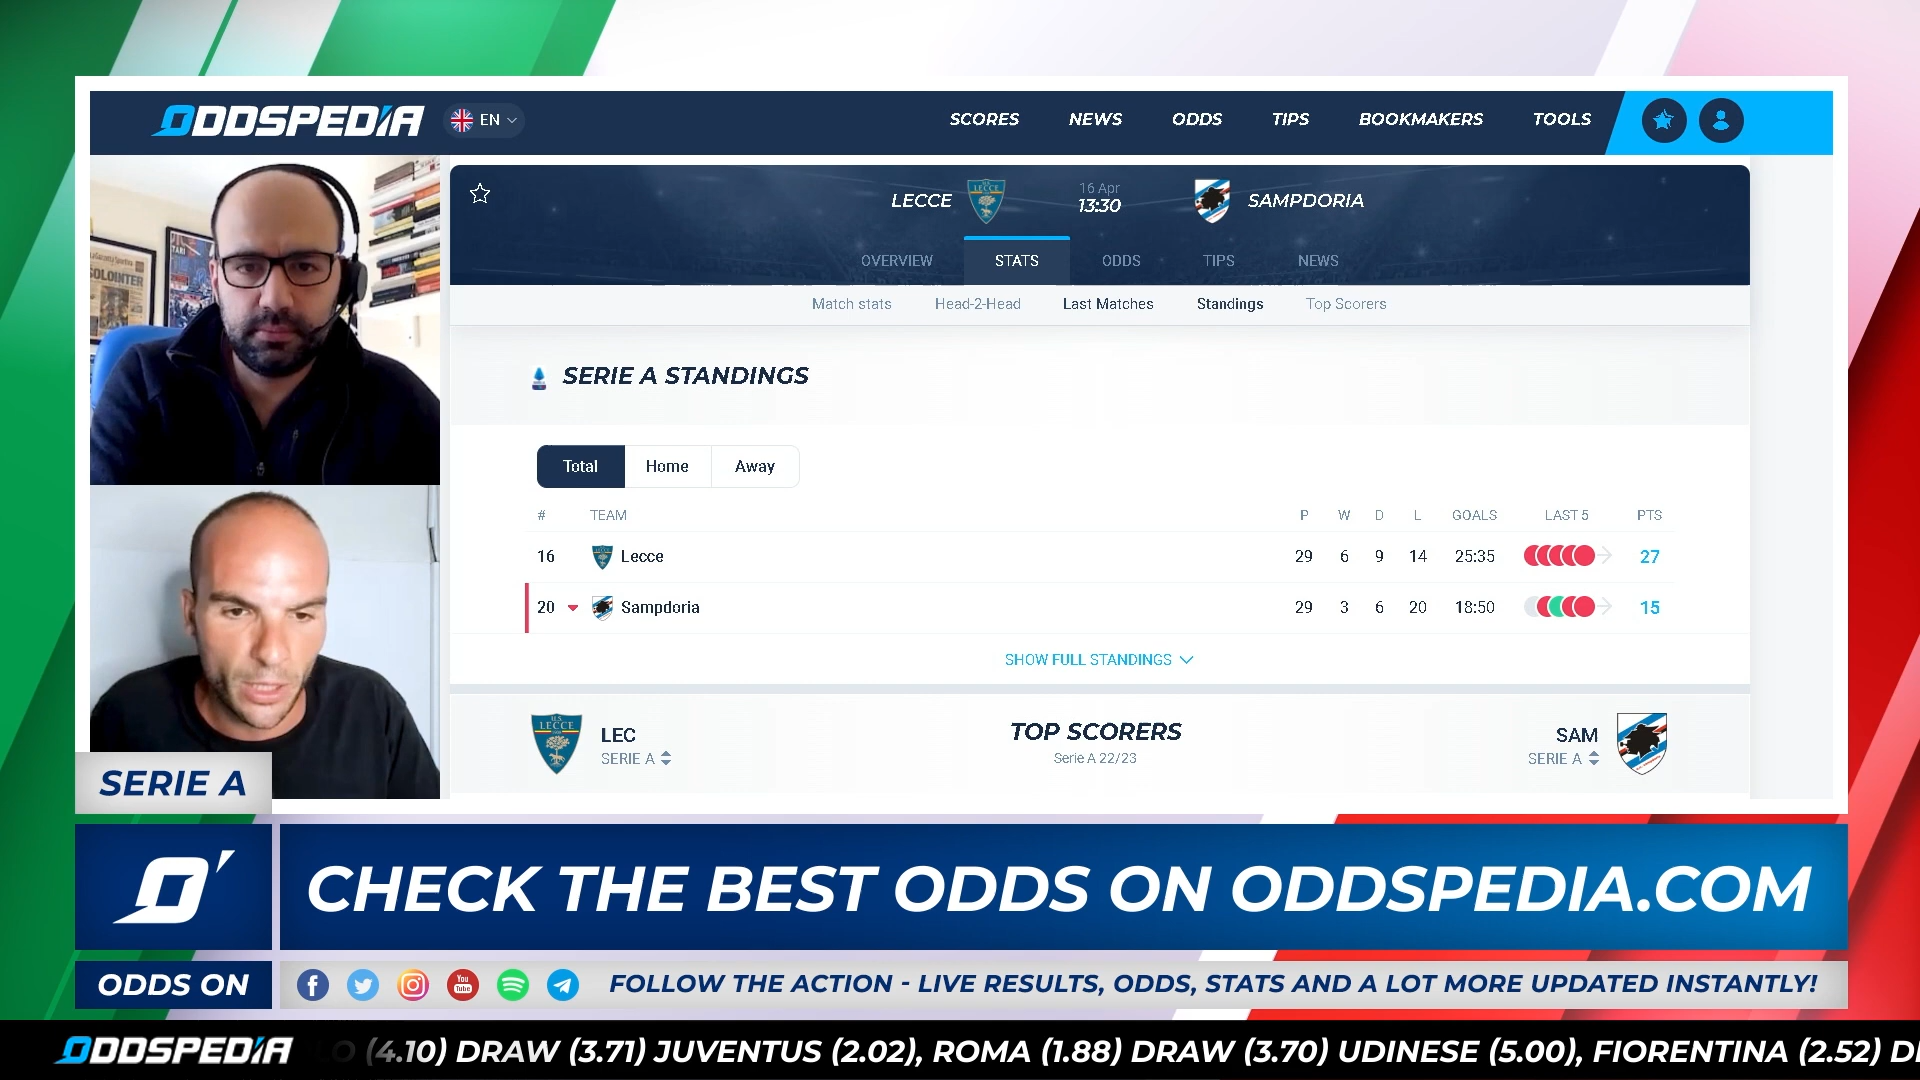 ODDSPEDIA EN SCORES NEWS ODDS TIPS BOOKMAKERS TOOLS
SOLOINTER
LECCE
16 Apr
13:30
SAMPDORIA
OVERVIEW STATS ODDS TIPS NEWS
Match stats Head-2-Head Last Matches Standings Top Scorers
SERIE A STANDINGS
Total Home Away
# TEAM P W D L GOALS LAST 5 PTS
16 Lecce 29 6 9 14 25:35 27
20 Sampdoria 29 3 6 20 18:50 15
SHOW FULL STANDINGS
U.S. LECCE
LEC
SERIE A
TOP SCORERS
Serie A 22/23
SAM
SERIE A
SERIE A
CHECK THE BEST ODDS ON ODDSPEDIA.COM
ODDS ON
You Tube
FOLLOW THE ACTION - LIVE RESULTS, ODDS, STATS AND A LOT MORE UPDATED INSTANTLY!
ODDSPEDIA LO (4.10) DRAW (3.71) JUVENTUS (2.02), ROMA (1.88) DRAW (3.70) UDINESE (5.00), FIORENTINA (2.52)